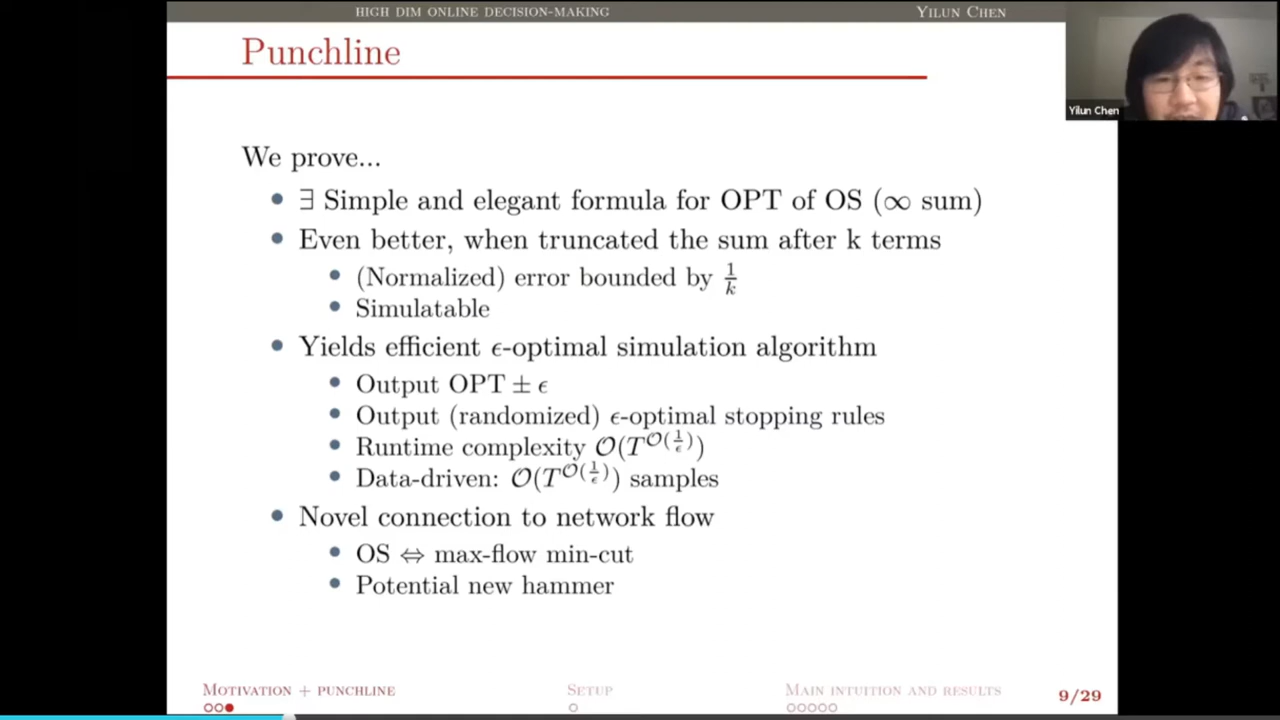 HIGH DIM ONLINE DECISION-MAKING YILUN CHEN
Punchline
Yilun Chen
We prove...
• ∃ Simple and elegant formula for OPT of OS (∞ sum)
• Even better, when truncated the sum after k terms
• (Normalized) error bounded by 1/k
• Simulatable
• Yields efficient ϵ-optimal simulation algorithm
• Output OPT ± ϵ
• Output (randomized) ϵ-optimal stopping rules
• Runtime complexity 𝒪(T^𝒪(1/ϵ))
• Data-driven: 𝒪(T^𝒪(1/ϵ)) samples
• Novel connection to network flow
• OS ⇔ max-flow min-cut
• Potential new hammer
MOTIVATION + PUNCHLINE SETUP MAIN INTUITION AND RESULTS 9/29